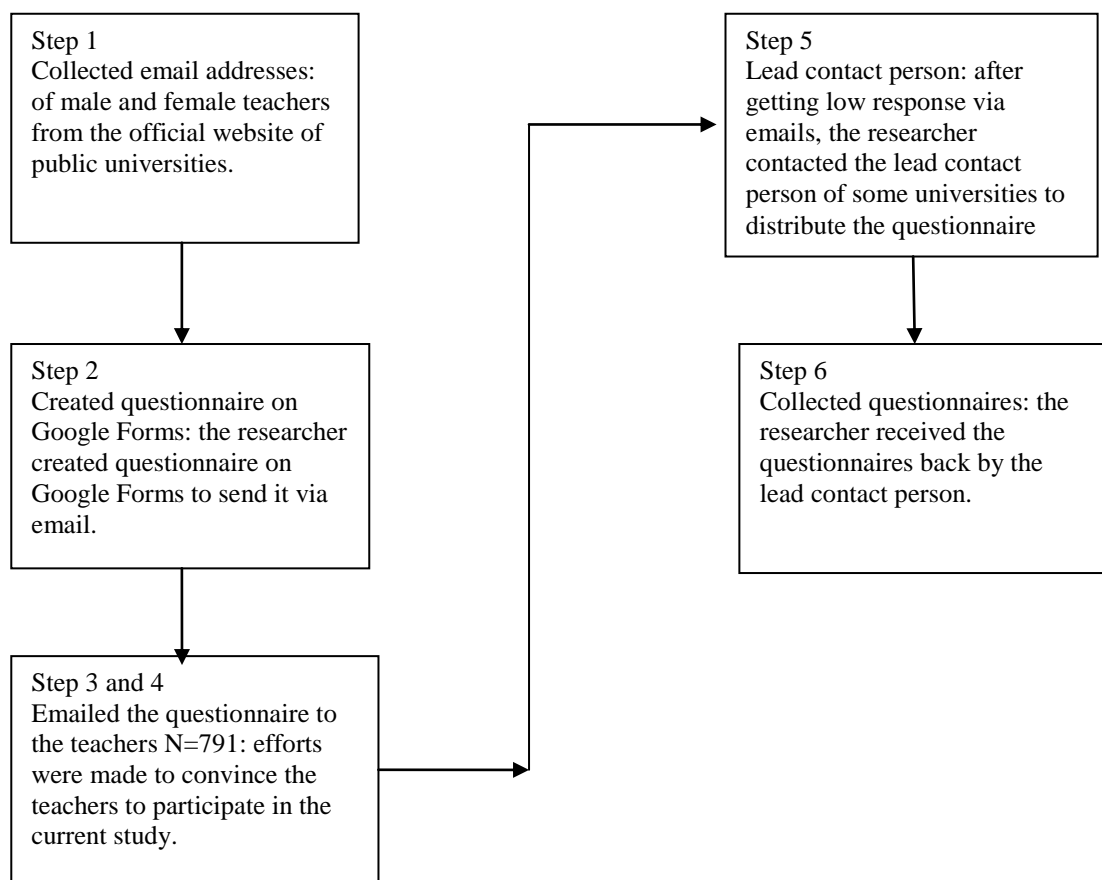 Step 1
Collected email addresses:
of male and female teachers
from the official website of
public universities.
Step 2
Created questionnaire on
Google Forms: the researcher
created questionnaire on
Google Forms to send it via
email.
Step 3 and 4
Emailed the questionnaire to
the teachers N=791: efforts
were made to convince the
teachers to participate in the
current study.
Step 5
Lead contact person: after
getting low response via
emails, the researcher
contacted the lead contact
person of some universities to
distribute the questionnaire
Step 6
Collected questionnaires: the
researcher received the
questionnaires back by the
lead contact person.